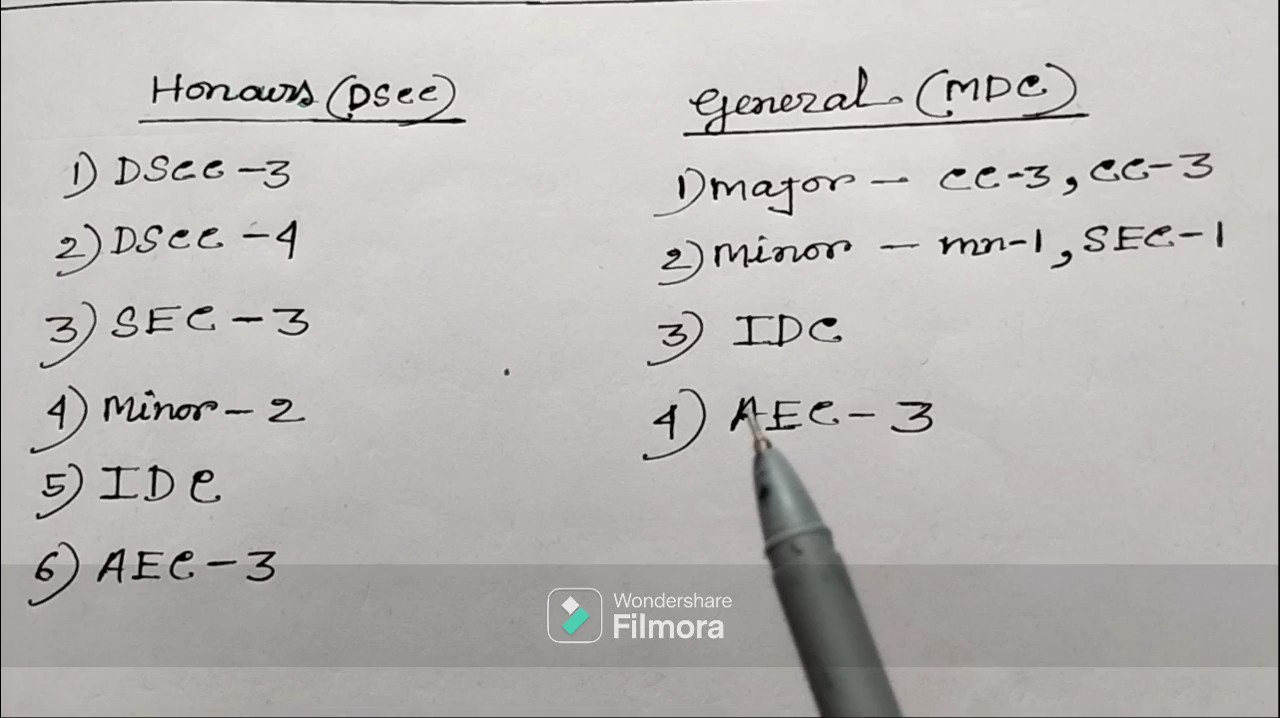 Honours (DSCC)
1) DSCC - 3
2) DSCC - 4
3) SEC - 3
4) Minor - 2
5) IDC
6) AEC - 3
General. (MDC)
1) major - CC-3, CC-3
2) Minor - mn-1, SEC-1
3) IDC
4) AEC - 3
Wondershare
Filmora